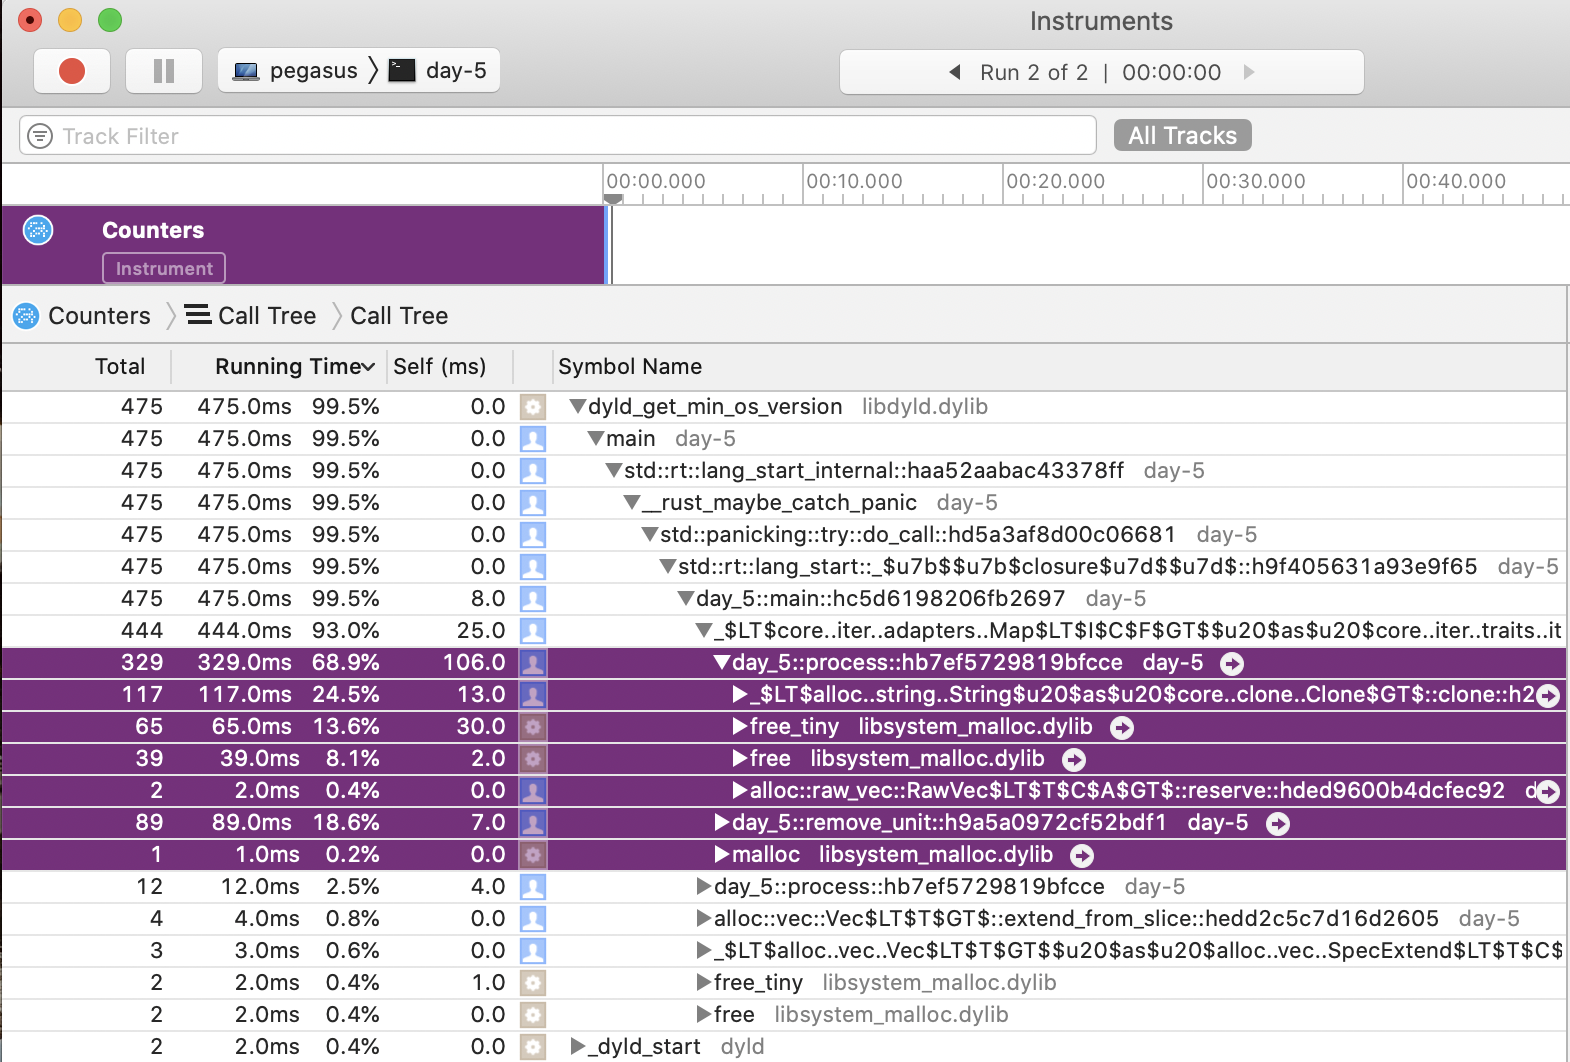 Instruments
pegasus day-5
Run 2 of 2 | 00:00:00
Track Filter All Tracks
00:00.000 00:10.000 00:20.000 00:30.000 00:40.000
Counters
Instrument
Counters Call Tree Call Tree
Total Running Time Self (ms) Symbol Name
475 475.0ms 99.5% 0.0 dyld_get_min_os_version libdyld.dylib
475 475.0ms 99.5% 0.0 main day-5
475 475.0ms 99.5% 0.0 std::rt::lang_start_internal::haa52aabac43378ff day-5
475 475.0ms 99.5% 0.0 __rust_maybe_catch_panic day-5
475 475.0ms 99.5% 0.0 std::panicking::try::do_call::hd5a3af8d00c06681 day-5
475 475.0ms 99.5% 0.0 std::rt::lang_start::_$u7b$$u7b$closure$u7d$$u7d$::h9f405631a93e9f65 day-5
475 475.0ms 99.5% 8.0 day_5::main::hc5d6198206fb2697 day-5
444 444.0ms 93.0% 25.0 _$LT$core..iter..adapters..Map$LT$I$C$F$GT$$u20$as$u20$core..iter..traits..it
329 329.0ms 68.9% 106.0 day_5::process::hb7ef5729819bfcce day-5
117 117.0ms 24.5% 13.0 _$LT$alloc..string..String$u20$as$u20$core..clone..Clone$GT$::clone::h2
65 65.0ms 13.6% 30.0 free_tiny libsystem_malloc.dylib
39 39.0ms 8.1% 2.0 free libsystem_malloc.dylib
2 2.0ms 0.4% 0.0 alloc::raw_vec::RawVec$LT$T$C$A$GT$::reserve::hded9600b4dcfec92 d
89 89.0ms 18.6% 7.0 day_5::remove_unit::h9a5a0972cf52bdf1 day-5
1 1.0ms 0.2% 0.0 malloc libsystem_malloc.dylib
12 12.0ms 2.5% 4.0 day_5::process::hb7ef5729819bfcce day-5
4 4.0ms 0.8% 0.0 alloc::vec::Vec$LT$T$GT$::extend_from_slice::hedd2c5c7d16d2605 day-5
3 3.0ms 0.6% 0.0 _$LT$alloc..vec..Vec$LT$T$GT$$u20$as$u20$alloc..vec..SpecExtend$LT$T$C$
2 2.0ms 0.4% 1.0 free_tiny libsystem_malloc.dylib
2 2.0ms 0.4% 0.0 free libsystem_malloc.dylib
2 2.0ms 0.4% 0.0 _dyld_start dyld